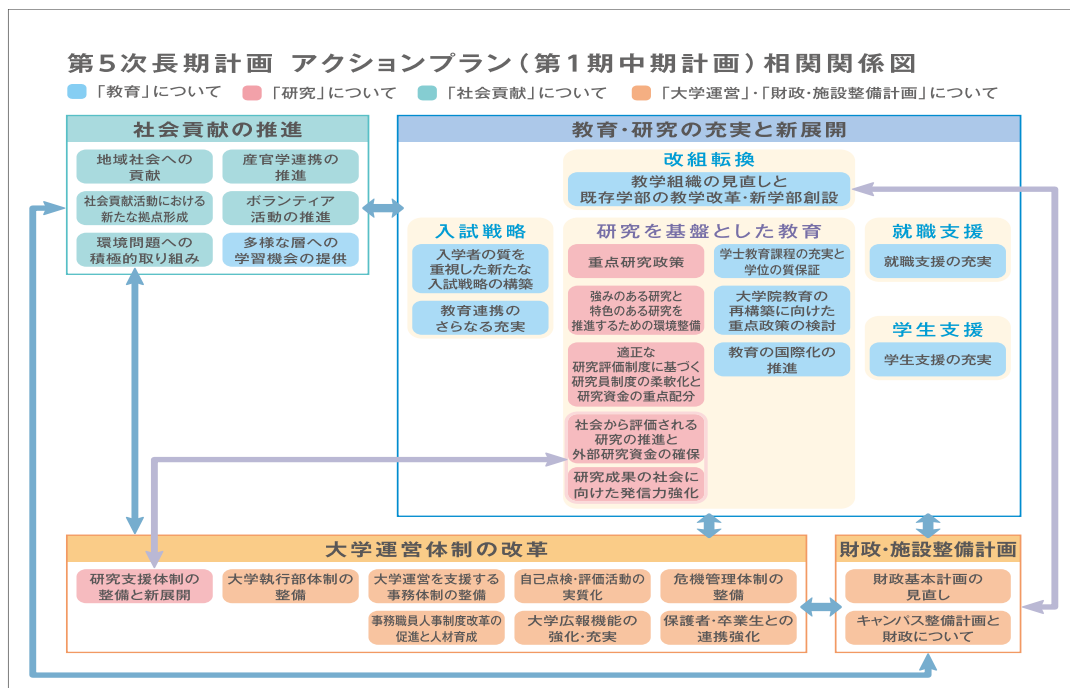 第5次長期計画 アクションプラン(第1期中期計画)相関関係図
「教育」について
「研究」について
「社会貢献」について
「大学運営」・「財政・施設整備計画」について
社会貢献の推進
地域社会への
貢献
産官学連携の
推進
社会貢献活動における
新たな拠点形成
ボランティア
活動の推進
環境問題への
積極的取り組み
多様な層への
学習機会の提供
教育・研究の充実と新展開
改組転換
教学組織の見直しと
既存学部の教学改革・新学部創設
入試戦略
入学者の質を
重視した新たな
入試戦略の構築
教育連携の
さらなる充実
研究を基盤とした教育
重点研究政策
強みのある研究と
特色のある研究を
推進するための環境整備
適正な
研究評価制度に基づく
研究員制度の柔軟化と
研究資金の重点配分
社会から評価される
研究の推進と
外部研究資金の確保
研究成果の社会に
向けた発信力強化
学士教育課程の充実と
学位の質保証
大学院教育の
再構築に向けた
重点政策の検討
教育の国際化の
推進
就職支援
就職支援の充実
学生支援
学生支援の充実
大学運営体制の改革
研究支援体制の
整備と新展開
大学執行部体制の
整備
大学運営を支援する
事務体制の整備
自己点検・評価活動の
実質化
危機管理体制の
整備
事務職員人事制度改革の
促進と人材育成
大学広報機能の
強化・充実
保護者・卒業生との
連携強化
財政・施設整備計画
財政基本計画の
見直し
キャンパス整備計画と
財政について